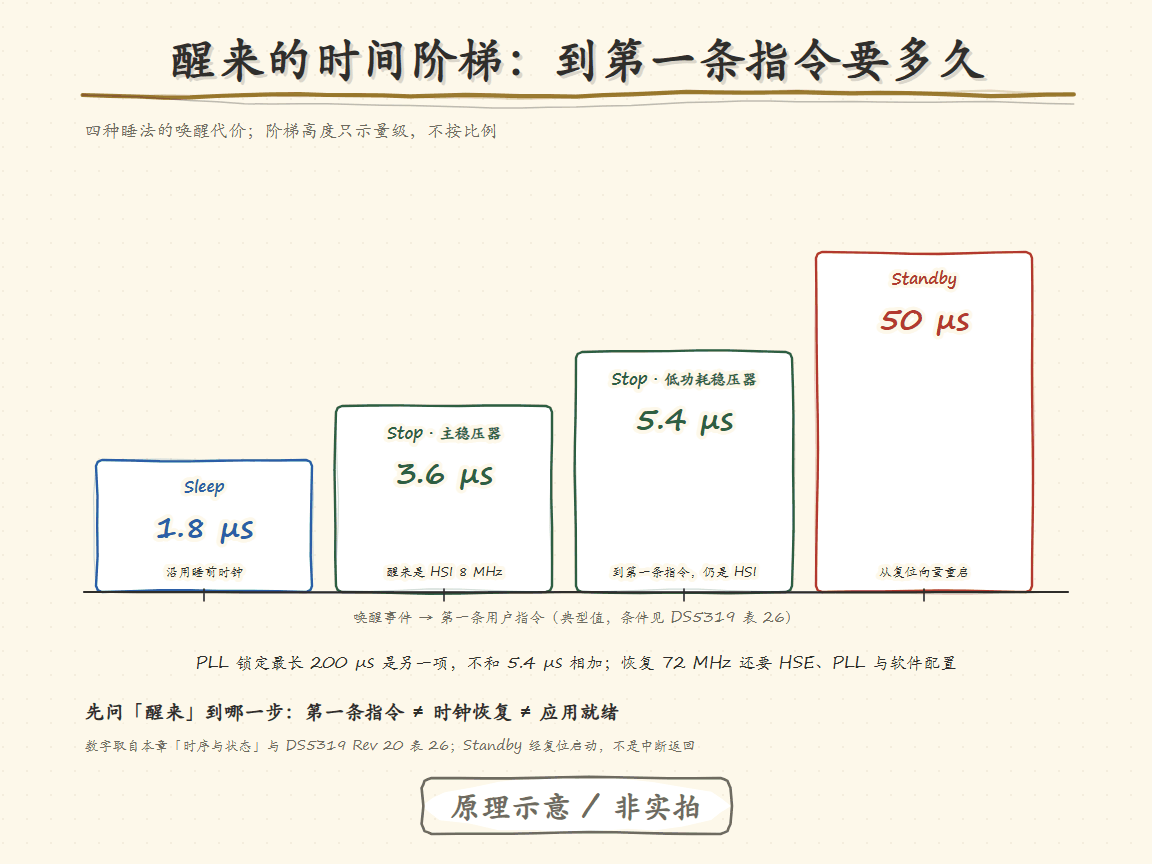 醒来的时间阶梯：到第一条指令要多久
四种睡法的唤醒代价；阶梯高度只示量级，不按比例
Standby
50 μs
Stop · 低功耗稳压器
5.4 μs
Stop · 主稳压器
3.6 μs
Sleep
1.8 μs
沿用睡前时钟
醒来是 HSI 8 MHz
到第一条指令，仍是 HSI
从复位向量重启
唤醒事件 → 第一条用户指令（典型值，条件见 DS5319 表 26）
PLL 锁定最长 200 μs 是另一项，不和 5.4 μs 相加；恢复 72 MHz 还要 HSE、PLL 与软件配置
先问「醒来」到哪一步：第一条指令 ≠ 时钟恢复 ≠ 应用就绪
数字取自本章「时序与状态」与 DS5319 Rev 20 表 26；Standby 经复位启动，不是中断返回
原理示意 / 非实拍